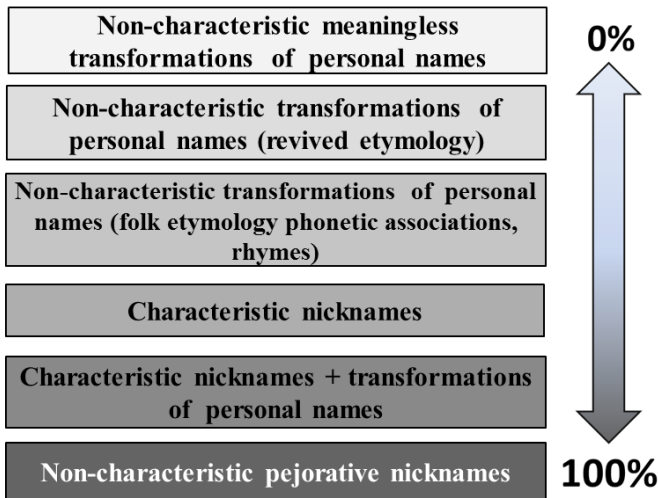 Non-characteristic meaningless
transformations of personal names
0%
Non-characteristic transformations of
personal names (revived etymology)
Non-characteristic transformations of personal
names (folk etymology phonetic associations,
rhymes)
Characteristic nicknames
Characteristic nicknames + transformations
of personal names
Non-characteristic pejorative nicknames
100%